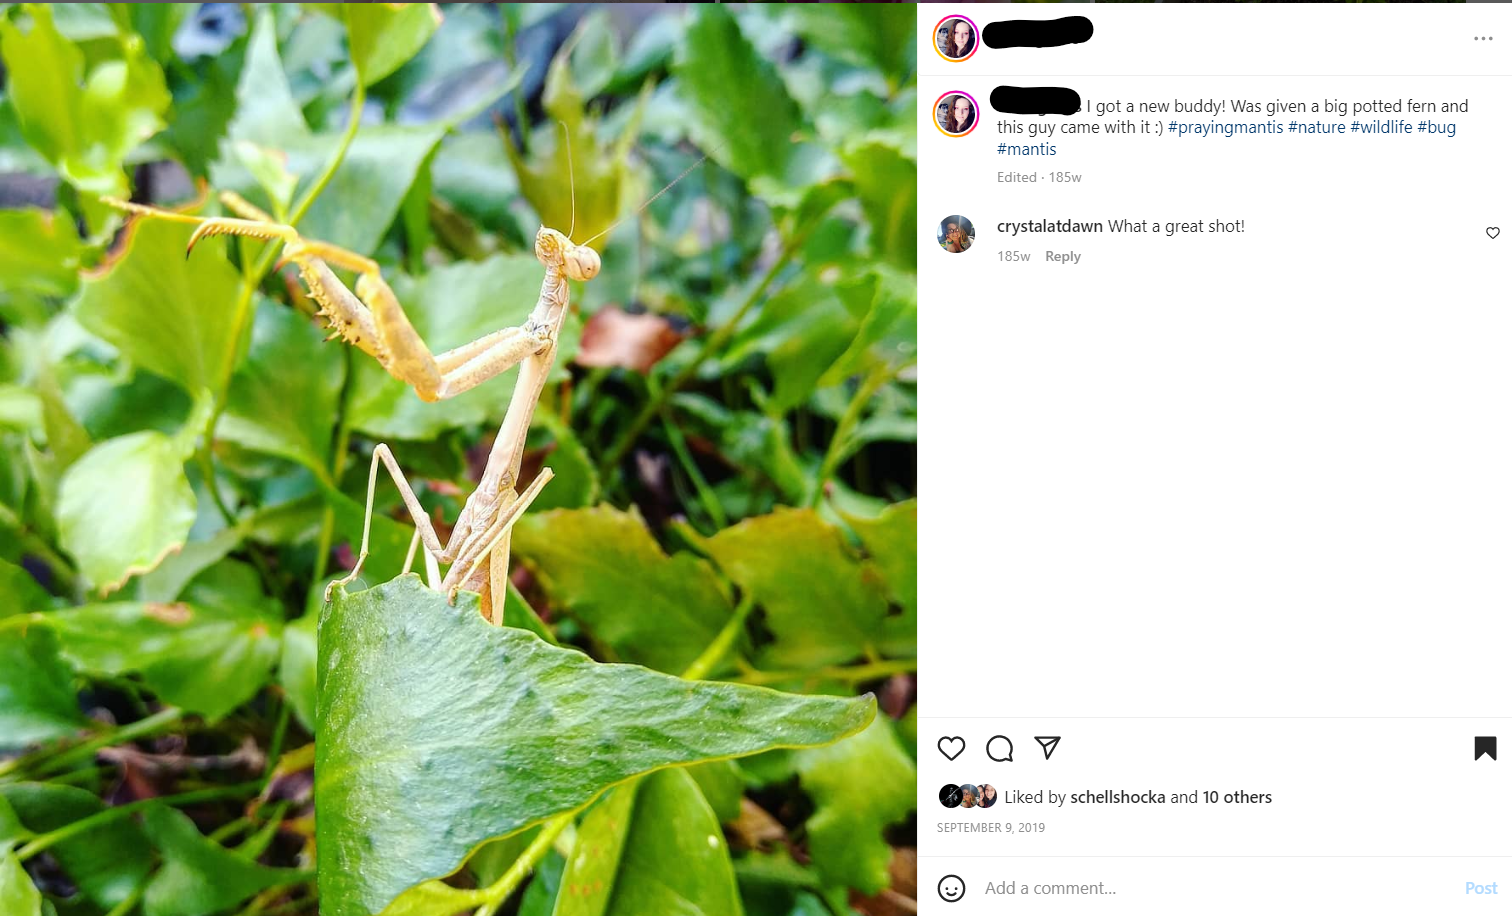 I got a new buddy! Was given a big potted fern and
this guy came with it :) #prayingmantis #nature #wildlife #bug
#mantis
Edited · 185w
crystalatdawn What a great shot!
185w Reply
Liked by schellshocka and 10 others
SEPTEMBER 9, 2019
Add a comment... Post